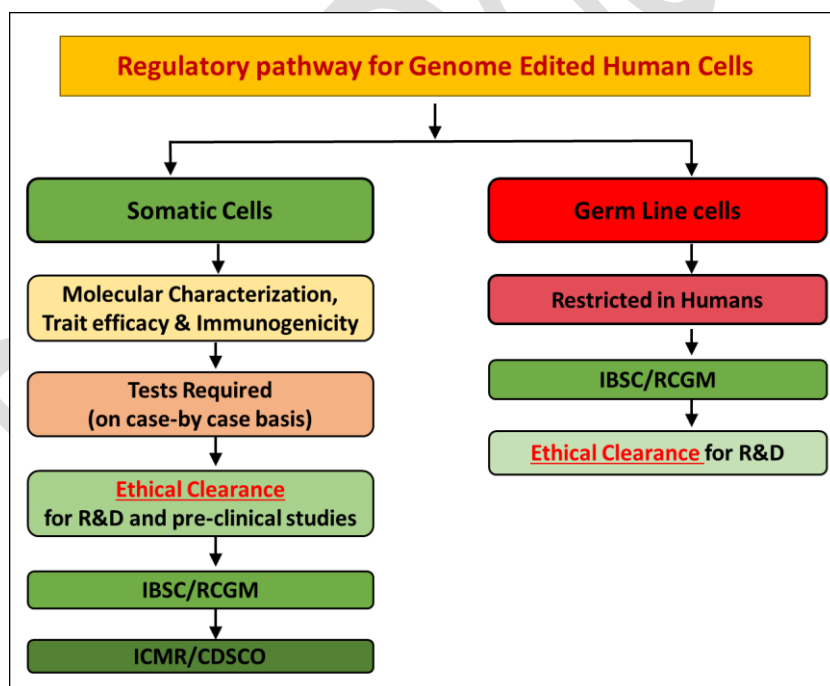 Regulatory pathway for Genome Edited Human Cells
Somatic Cells
Molecular Characterization,
Trait efficacy & Immunogenicity
Tests Required
(on case-by case basis)
Ethical Clearance
for R&D and pre-clinical studies
IBSC/RCGM
ICMR/CDSCO
Germ Line cells
Restricted in Humans
IBSC/RCGM
Ethical Clearance for R&D